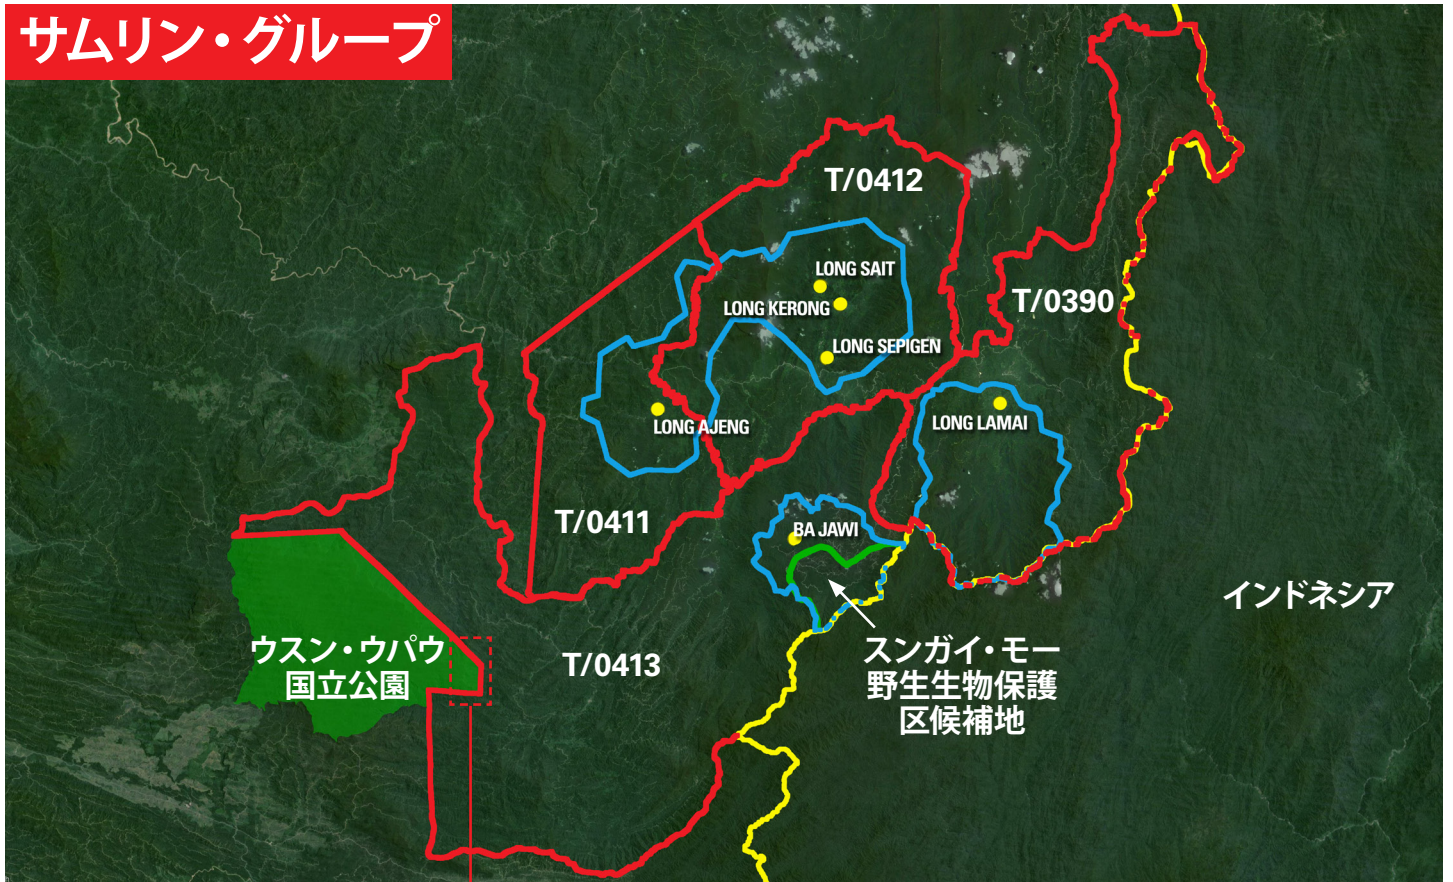 サムリン・グループ
T/0412
LONG SAIT
LONG KERONG
T/0390
LONG SEPIGEN
LONG AJENG
LONG LAMAI
T/0411
BA JAWI
インドネシア
ウスン・ウパウ
国立公園
T/0413
スンガイ・モー
野生生物保護
区候補地